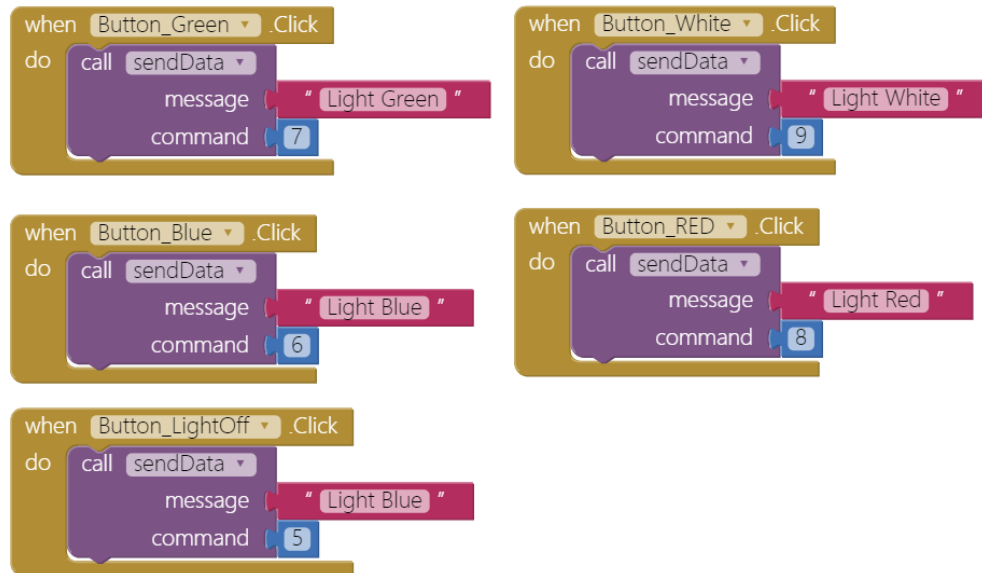 when Button_Green .Click
do call sendData
message " Light Green "
command 7
when Button_White .Click
do call sendData
message " Light White "
command 9
when Button_Blue .Click
do call sendData
message " Light Blue "
command 6
when Button_RED .Click
do call sendData
message " Light Red "
command 8
when Button_LightOff .Click
do call sendData
message " Light Blue "
command 5